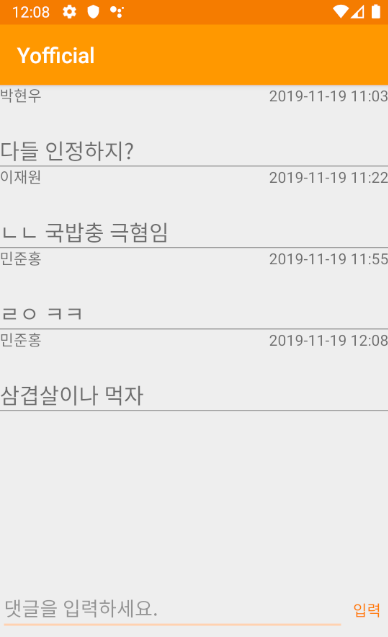 12:08
Yofficial
박현우 2019-11-19 11:03
다들 인정하지?
이재원 2019-11-19 11:22
ㄴㄴ 국밥충 극혐임
민준홍 2019-11-19 11:55
ㄹㅇ ㅋㅋ
민준홍 2019-11-19 12:08
삼겹살이나 먹자
댓글을 입력하세요. 입력